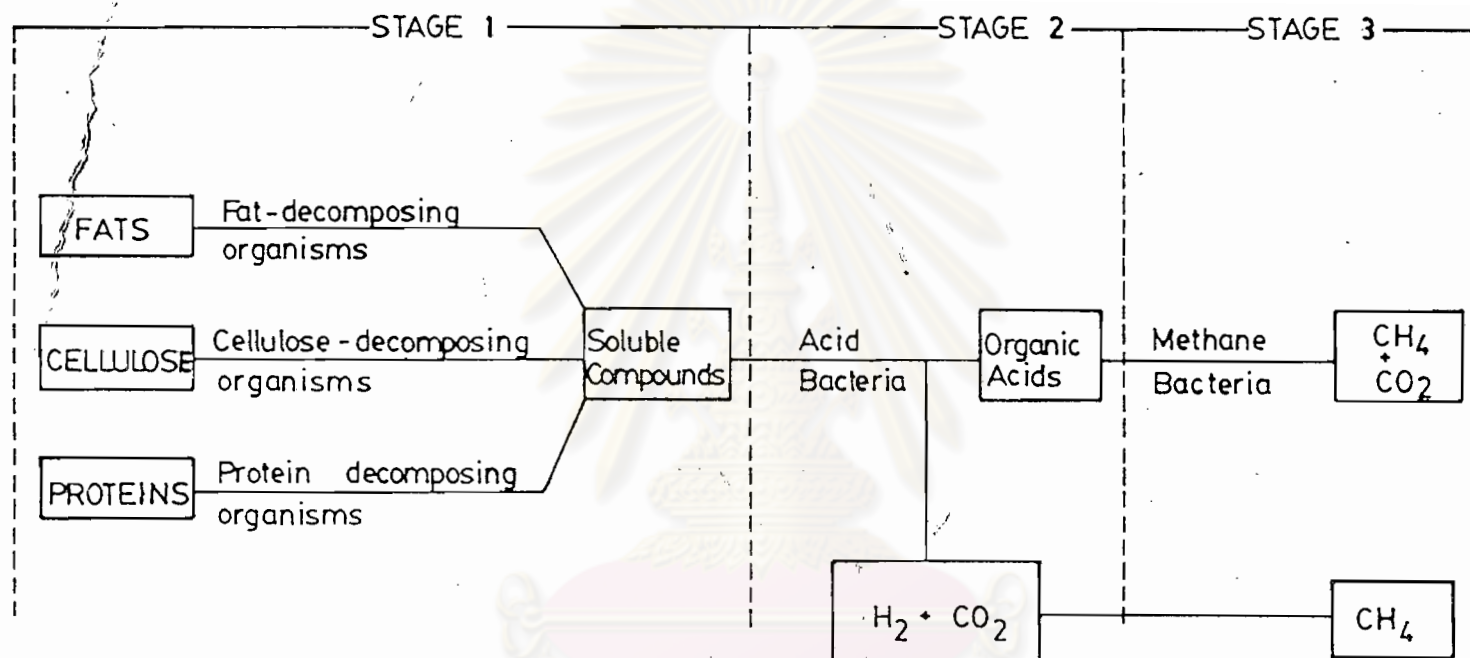 STAGE 1
STAGE 2
STAGE 3
FATS
Fat-decomposing
organisms
CELLULOSE
Cellulose-decomposing
organisms
PROTEINS
Protein decomposing
organisms
Soluble
Compounds
Acid
Bacteria
Organic
Acids
Methane
Bacteria
CH4
+
CO2
H2 + CO2
CH4